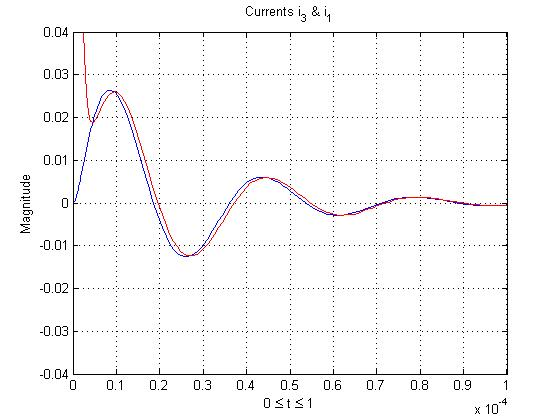 Currents i3 & i1
0.04
0.03
0.02
0.01
0
-0.01
-0.02
-0.03
-0.04
Magnitude
0 0.1 0.2 0.3 0.4 0.5 0.6 0.7 0.8 0.9 1
0 ≤ t ≤ 1
x 10-4